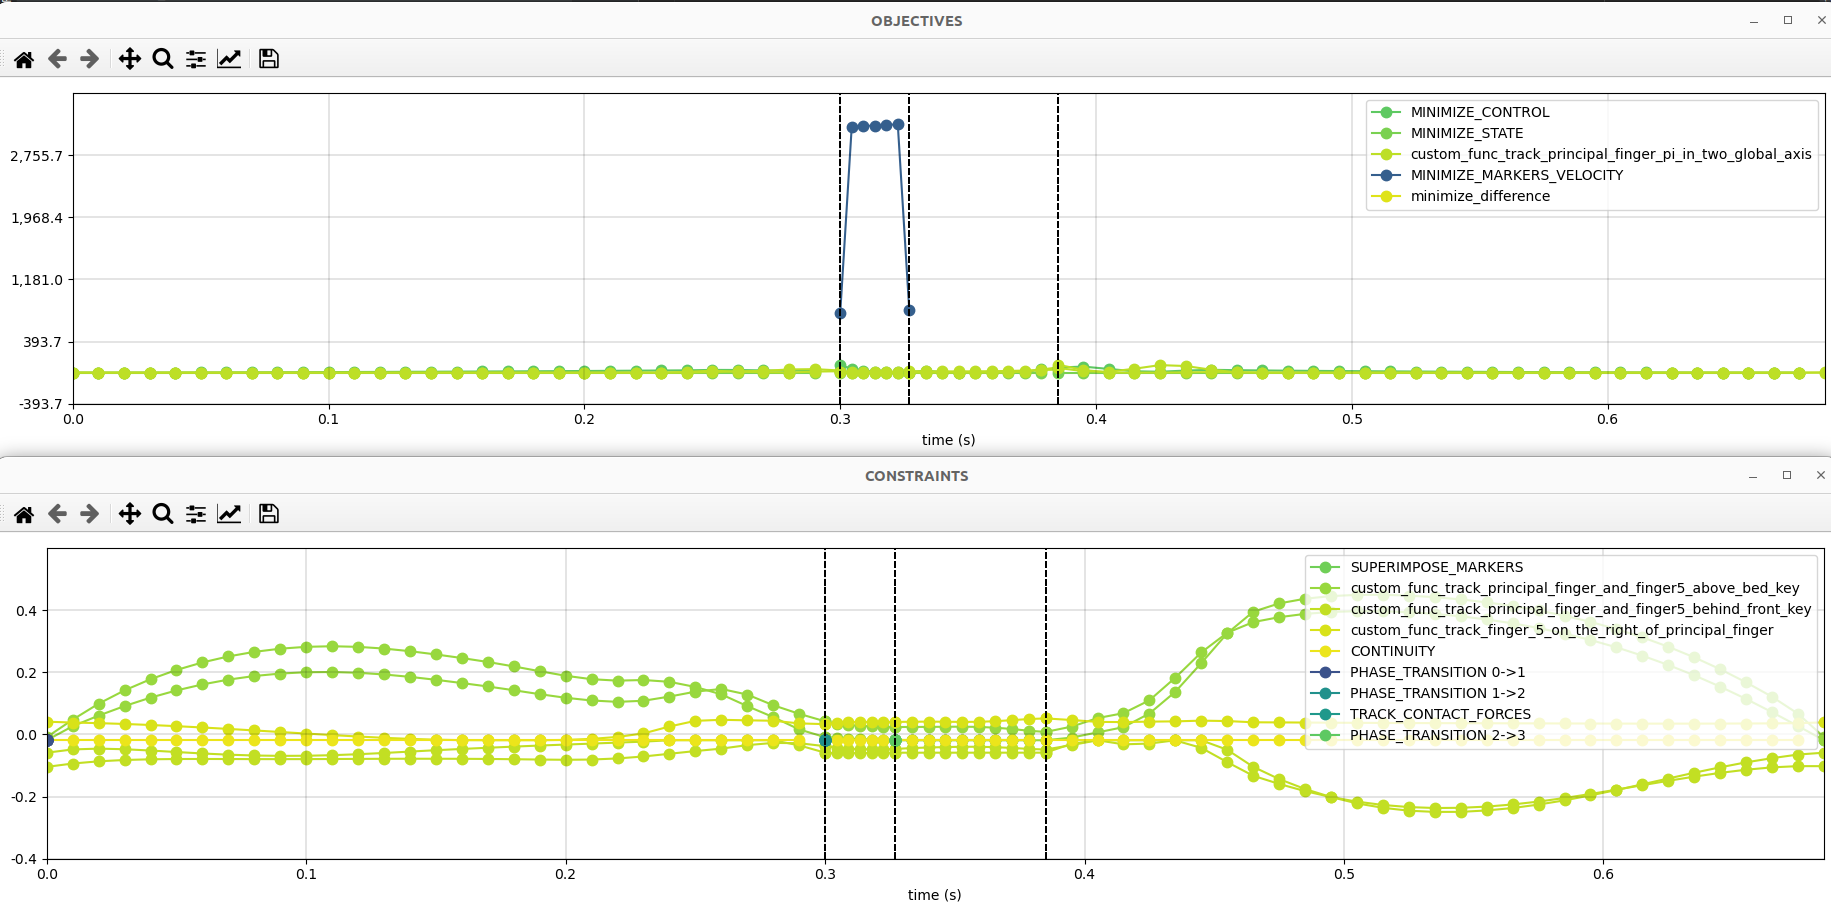 OBJECTIVES
MINIMIZE_CONTROL
MINIMIZE_STATE
custom_func_track_principal_finger_pi_in_two_global_axis
MINIMIZE_MARKERS_VELOCITY
minimize_difference
2,755.7
1,968.4
1,181.0
393.7
-393.7
0.0 0.1 0.2 0.3 0.4 0.5 0.6
time (s)
CONSTRAINTS
SUPERIMPOSE_MARKERS
custom_func_track_principal_finger_and_finger5_above_bed_key
custom_func_track_principal_finger_and_finger5_behind_front_key
custom_func_track_finger_5_on_the_right_of_principal_finger
CONTINUITY
PHASE_TRANSITION 0->1
PHASE_TRANSITION 1->2
TRACK_CONTACT_FORCES
PHASE_TRANSITION 2->3
0.4
0.2
0.0
-0.2
-0.4
0.0 0.1 0.2 0.3 0.4 0.5 0.6
time (s)